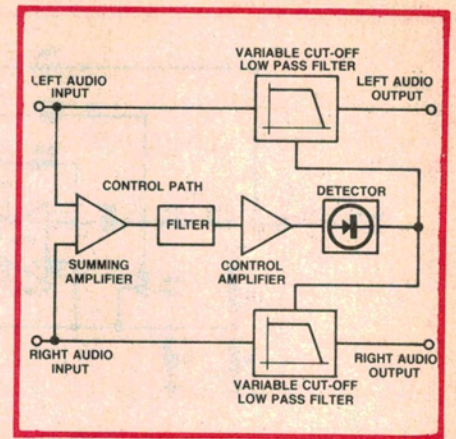 VARIABLE CUT-OFF
LOW PASS FILTER
LEFT AUDIO
INPUT
LEFT AUDIO
OUTPUT
CONTROL PATH
DETECTOR
FILTER
SUMMING
AMPLIFIER
CONTROL
AMPLIFIER
RIGHT AUDIO
INPUT
RIGHT AUDIO
OUTPUT
VARIABLE CUT-OFF
LOW PASS FILTER